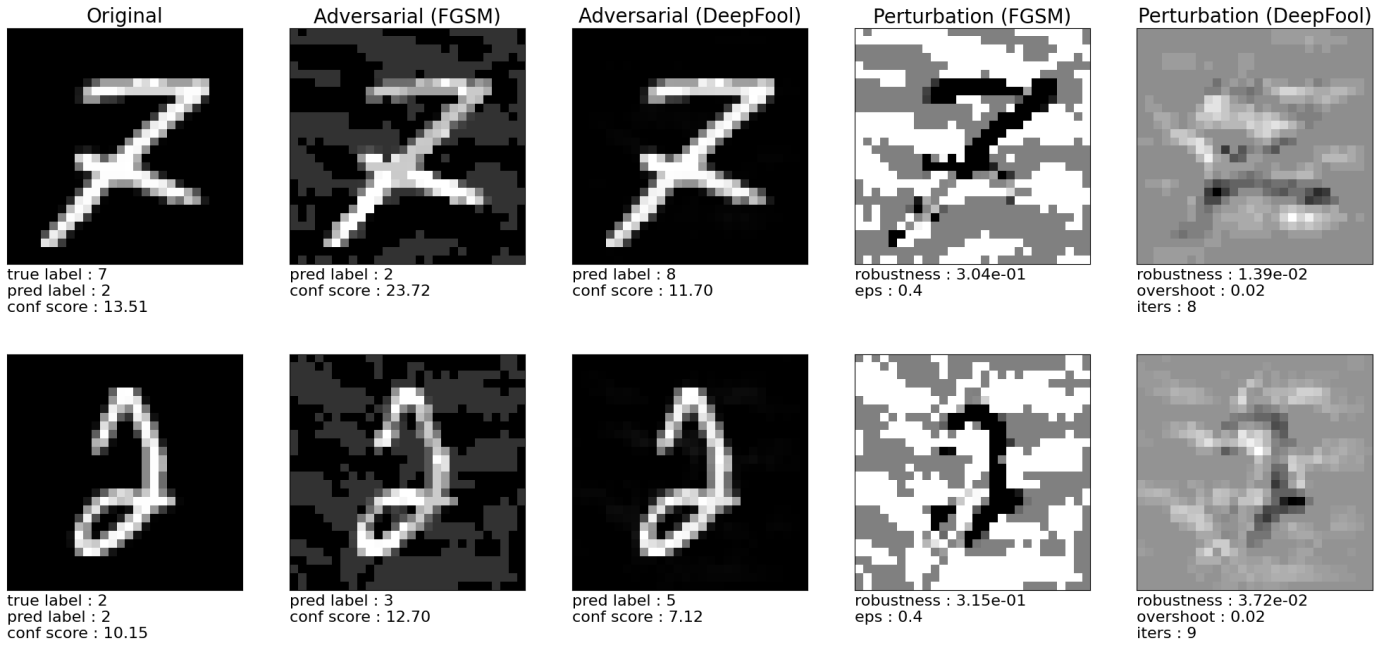 Original
Adversarial (FGSM)
Adversarial (DeepFool)
Perturbation (FGSM)
Perturbation (DeepFool)
7
true label : 7
pred label : 2
conf score : 13.51
pred label : 2
conf score : 23.72
pred label : 8
conf score : 11.70
robustness : 3.04e-01
eps : 0.4
robustness : 1.39e-02
overshoot : 0.02
iters : 8
2
true label : 2
pred label : 2
conf score : 10.15
pred label : 3
conf score : 12.70
pred label : 5
conf score : 7.12
robustness : 3.15e-01
eps : 0.4
robustness : 3.72e-02
overshoot : 0.02
iters : 9